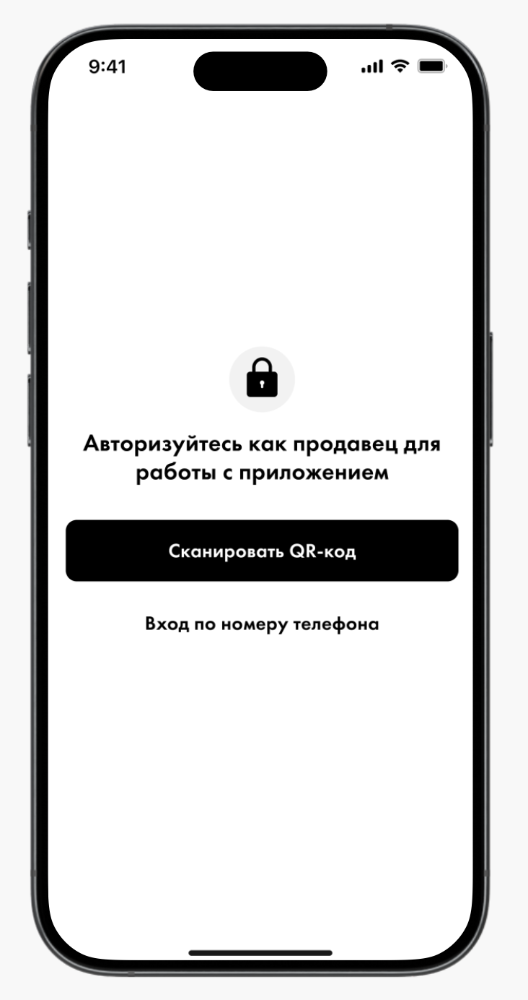 9:41
Авторизуйтесь как продавец для
работы с приложением
Сканировать QR-код
Вход по номеру телефона